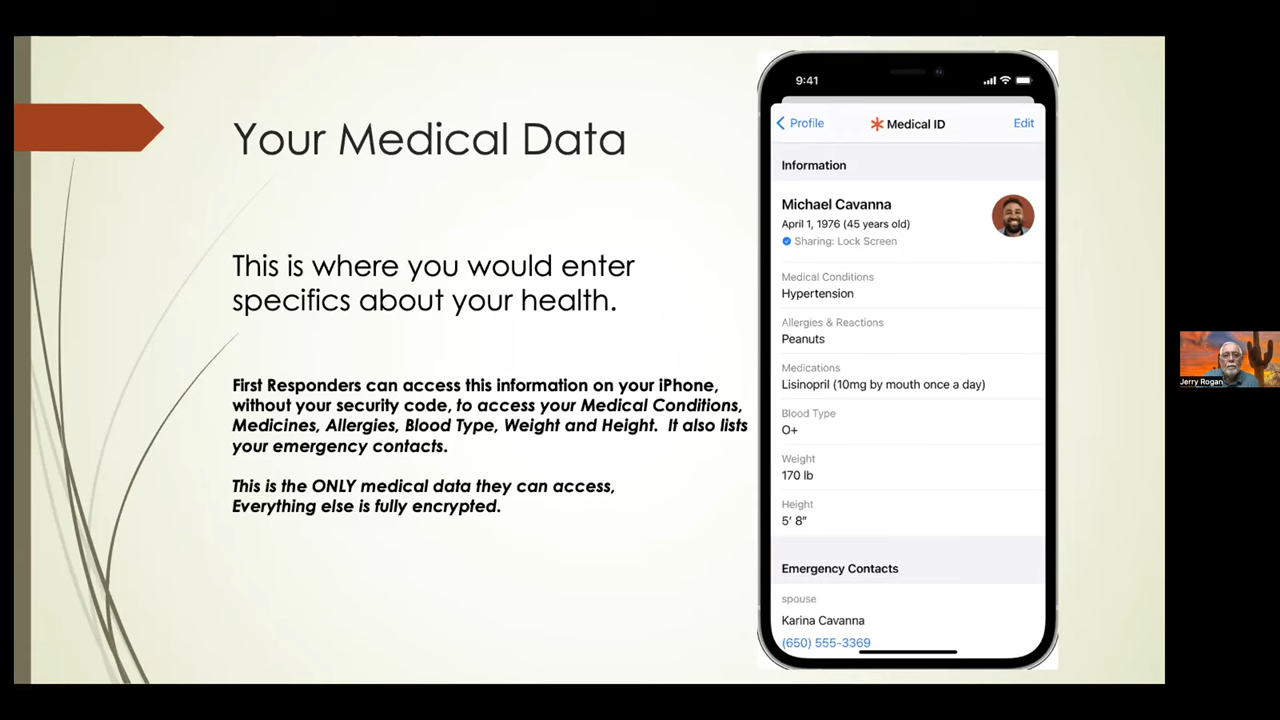 Your Medical Data
This is where you would enter
specifics about your health.
First Responders can access this information on your iPhone,
without your security code, to access your Medical Conditions,
Medicines, Allergies, Blood Type, Weight and Height. It also lists
your emergency contacts.
This is the ONLY medical data they can access,
Everything else is fully encrypted.
9:41
Profile
Medical ID
Edit
Information
Michael Cavanna
April 1, 1976 (45 years old)
Sharing: Lock Screen
Medical Conditions
Hypertension
Allergies & Reactions
Peanuts
Medications
Lisinopril (10mg by mouth once a day)
Blood Type
O+
Weight
170 lb
Height
5' 8"
Emergency Contacts
spouse
Karina Cavanna
(650) 555-3369
Jerry Rogan